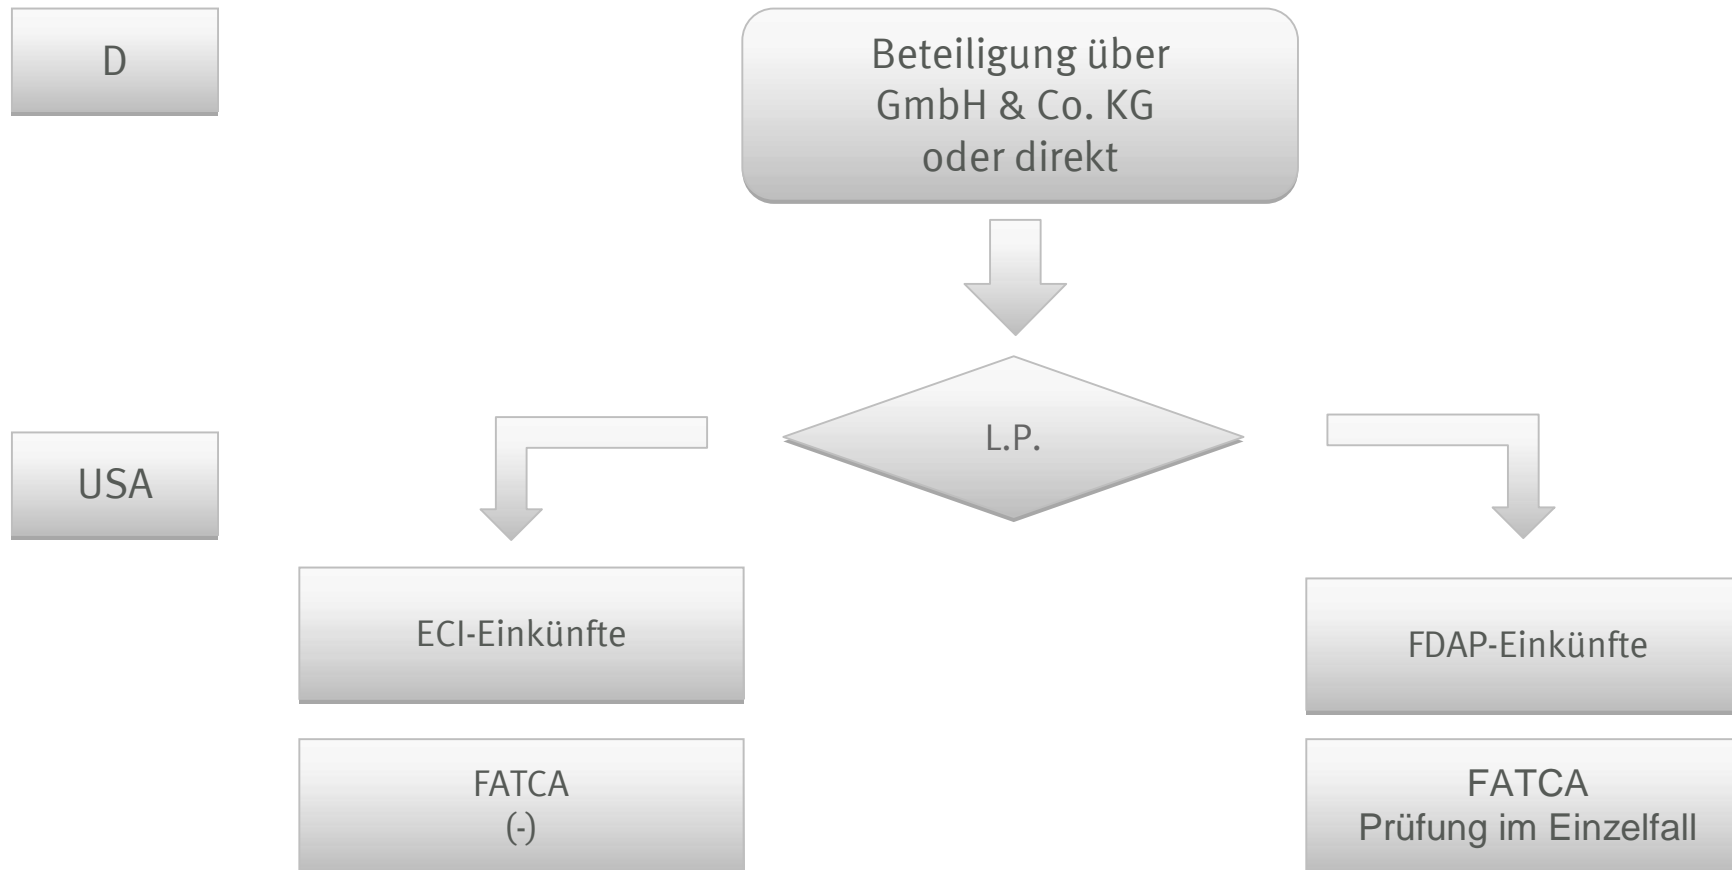 D
Beteiligung über
GmbH & Co. KG
oder direkt
USA
L.P.
ECI-Einkünfte
FDAP-Einkünfte
FATCA
(-)
FATCA
Prüfung im Einzelfall